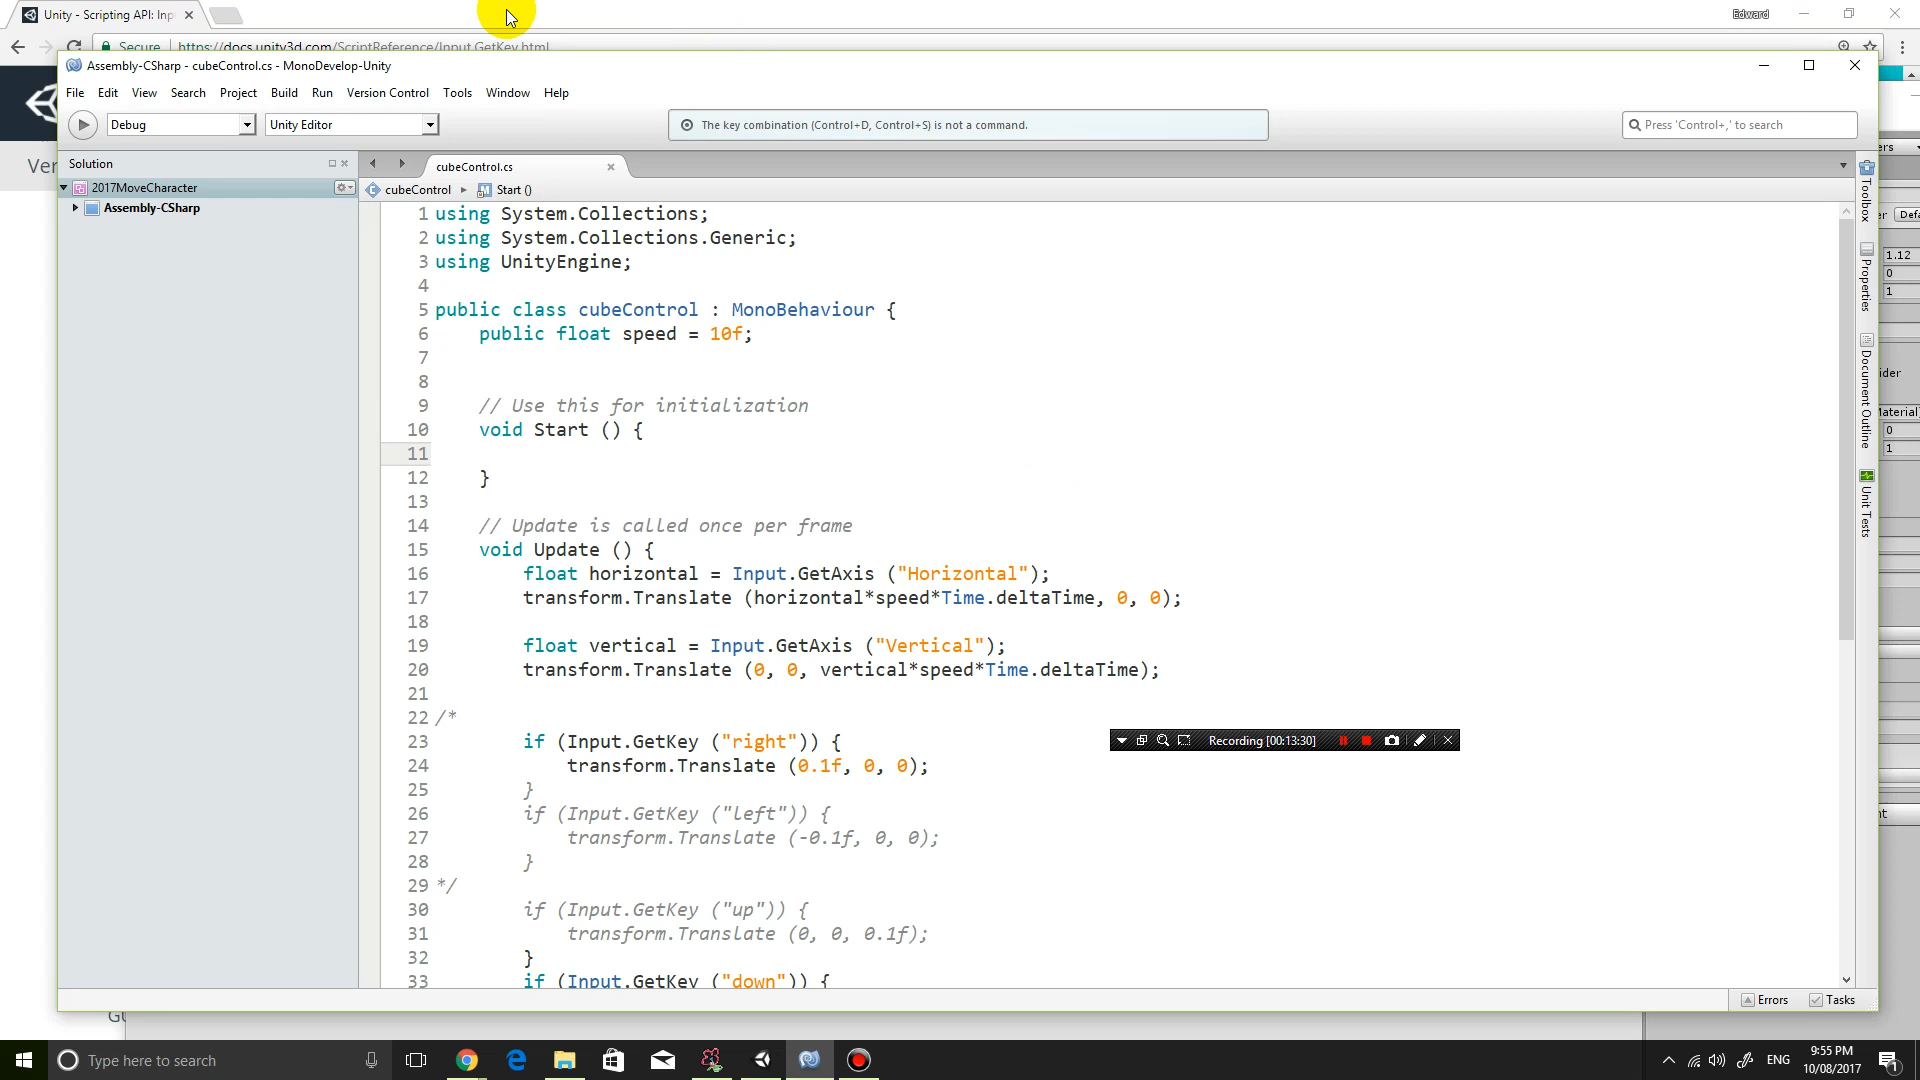 Unity - Scripting API: Inp
Edward
Secure
https://docs.unity3d.com/ScriptReference/Input.GetKey.html
Assembly-CSharp - cubeControl.cs - MonoDevelop-Unity
File Edit View Search Project Build Run Version Control Tools Window Help
Debug
Unity Editor
The key combination (Control+D, Control+S) is not a command.
Press 'Control+,' to search
Solution
2017MoveCharacter
Assembly-CSharp
cubeControl.cs
cubeControl
Start ()
1 using System.Collections;
2 using System.Collections.Generic;
3 using UnityEngine;
4
5 public class cubeControl : MonoBehaviour {
6 public float speed = 10f;
7
8
9 // Use this for initialization
10 void Start () {
11
12 }
13
14 // Update is called once per frame
15 void Update () {
16 float horizontal = Input.GetAxis ("Horizontal");
17 transform.Translate (horizontal*speed*Time.deltaTime, 0, 0);
18
19 float vertical = Input.GetAxis ("Vertical");
20 transform.Translate (0, 0, vertical*speed*Time.deltaTime);
21
22 /*
23 if (Input.GetKey ("right")) {
24 transform.Translate (0.1f, 0, 0);
25 }
26 if (Input.GetKey ("left")) {
27 transform.Translate (-0.1f, 0, 0);
28 }
29 */
30 if (Input.GetKey ("up")) {
31 transform.Translate (0, 0, 0.1f);
32 }
33 if (Input.GetKey ("down")) {
Recording [00:13:30]
Toolbox
Properties
Document Outline
Unit Tests
Ver
ers
er
Defa
1.12
0
1
ider
Material)
0
1
nt
Errors
Tasks
Type here to search
ENG
9:55 PM
10/08/2017
1